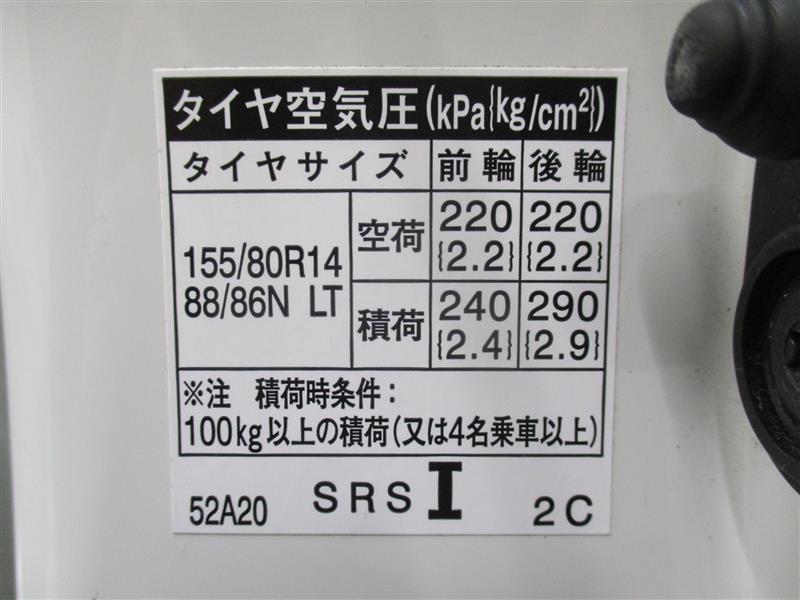 タイヤ空気圧(kPa{kg/cm²})
タイヤサイズ 前輪 後輪
155/80R14
88/86N LT
空荷 220 {2.2} 220 {2.2}
積荷 240 {2.4} 290 {2.9}
※注 積荷時条件:
100kg以上の積荷(又は4名乗車以上)
52A20 SRS I 2C